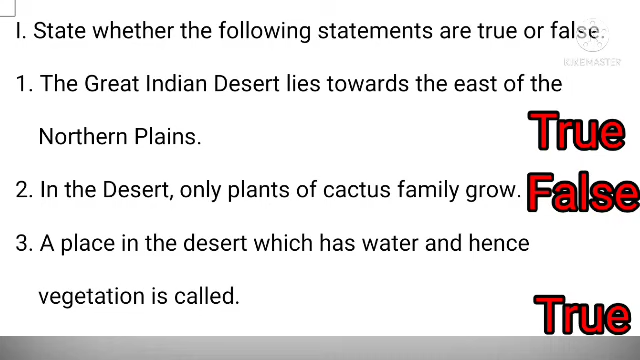 I. State whether the following statements are true or false.
KINEMASTER
1. The Great Indian Desert lies towards the east of the
Northern Plains.
True
2. In the Desert, only plants of cactus family grow. False
3. A place in the desert which has water and hence
vegetation is called.
True